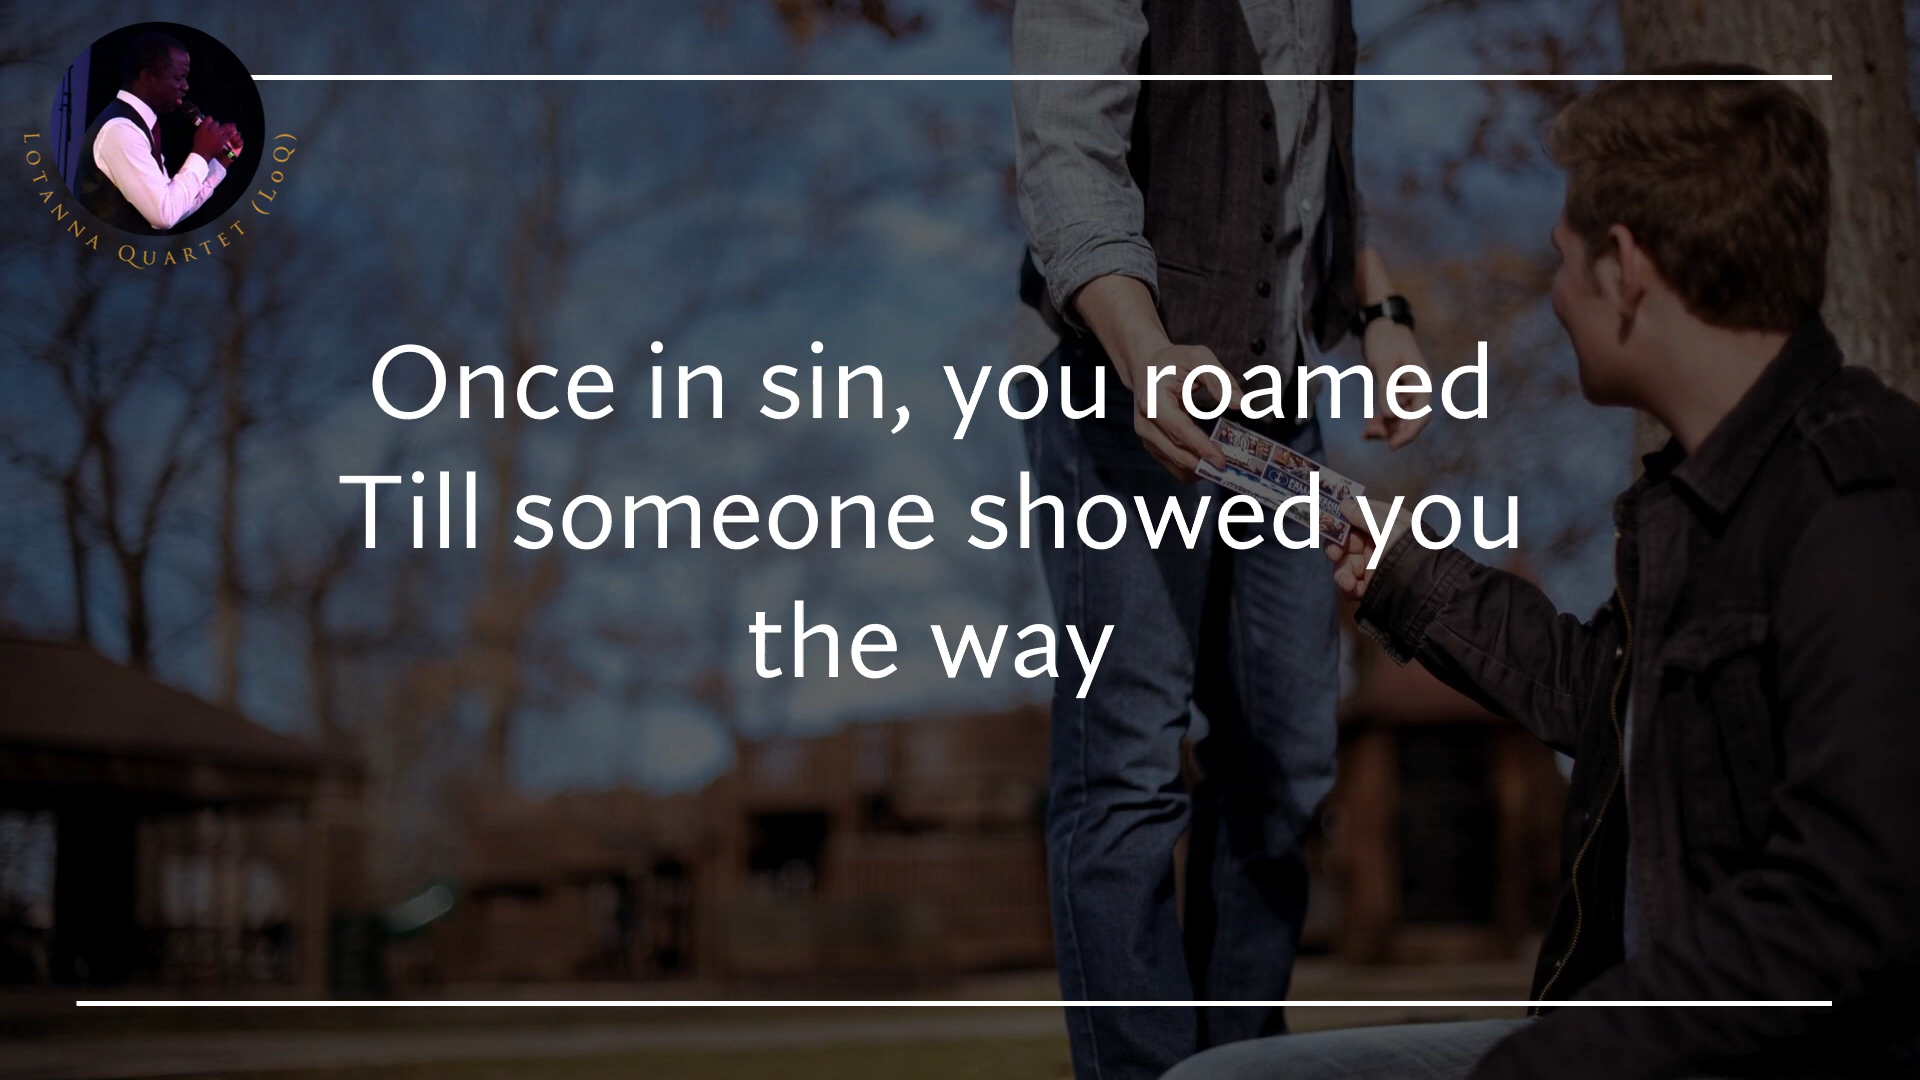 LOTANNA QUARTET (LOQ)
Once in sin, you roamed
Till someone showed you
the way